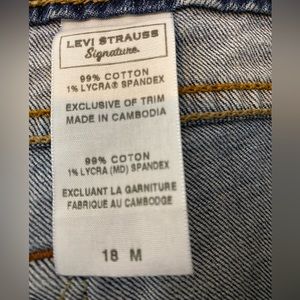 LEVI STRAUSS
Signature.
99% COTTON
1% LYCRA® SPANDEX
EXCLUSIVE OF TRIM
MADE IN CAMBODIA
99% COTON
1% LYCRA (MD) SPANDEX
EXCLUANT LA GARNITURE
FABRIQUE AU CAMBODGE
18 M